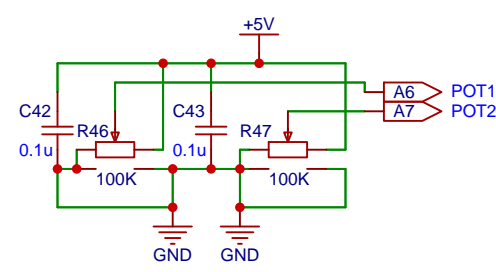 +5V
A6 POT1
A7 POT2
C42 C43
R46 R47
0.1u 0.1u
100K 100K
GND GND